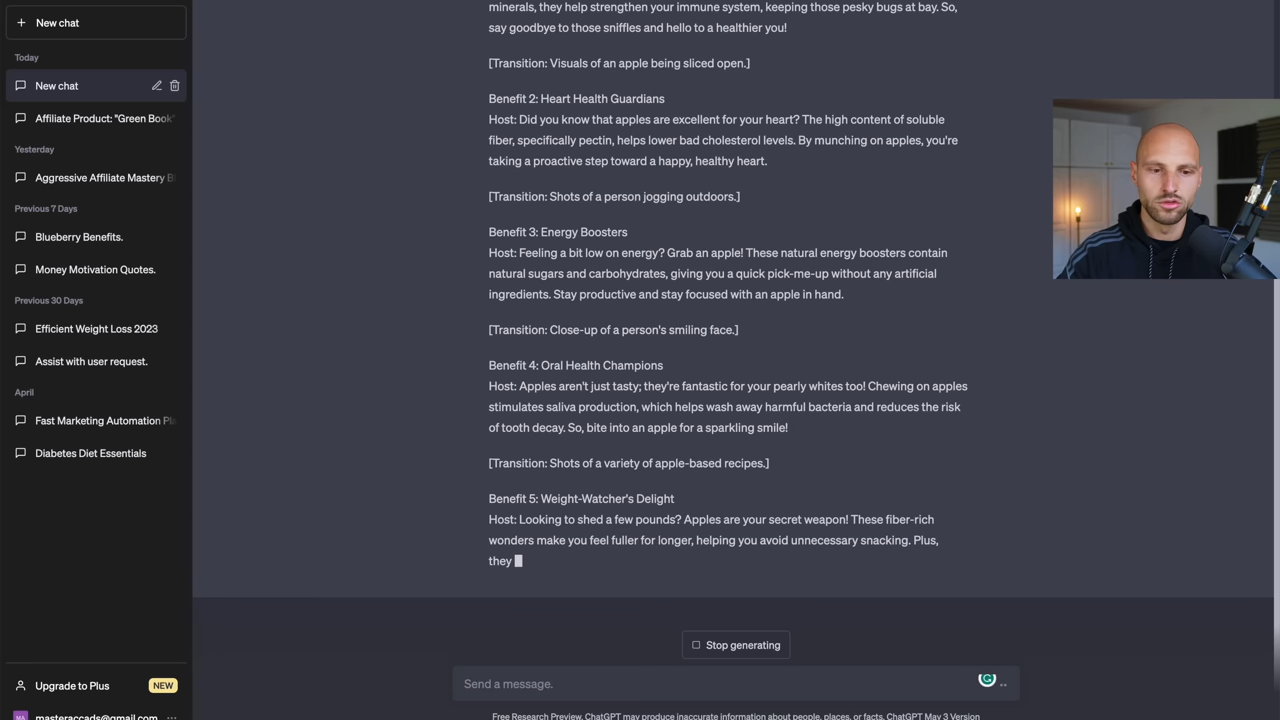 New chat
Today
New chat
Affiliate Product: "Green Book"
Yesterday
Aggressive Affiliate Mastery B
Previous 7 Days
Blueberry Benefits.
Money Motivation Quotes.
Previous 30 Days
Efficient Weight Loss 2023
Assist with user request.
April
Fast Marketing Automation Pl
Diabetes Diet Essentials
Upgrade to Plus
NEW
MA
masteraccads@gmail.com
minerals, they help strengthen your immune system, keeping those pesky bugs at bay. So,
say goodbye to those sniffles and hello to a healthier you!
[Transition: Visuals of an apple being sliced open.]
Benefit 2: Heart Health Guardians
Host: Did you know that apples are excellent for your heart? The high content of soluble
fiber, specifically pectin, helps lower bad cholesterol levels. By munching on apples, you're
taking a proactive step toward a happy, healthy heart.
[Transition: Shots of a person jogging outdoors.]
Benefit 3: Energy Boosters
Host: Feeling a bit low on energy? Grab an apple! These natural energy boosters contain
natural sugars and carbohydrates, giving you a quick pick-me-up without any artificial
ingredients. Stay productive and stay focused with an apple in hand.
[Transition: Close-up of a person's smiling face.]
Benefit 4: Oral Health Champions
Host: Apples aren't just tasty; they're fantastic for your pearly whites too! Chewing on apples
stimulates saliva production, which helps wash away harmful bacteria and reduces the risk
of tooth decay. So, bite into an apple for a sparkling smile!
[Transition: Shots of a variety of apple-based recipes.]
Benefit 5: Weight-Watcher's Delight
Host: Looking to shed a few pounds? Apples are your secret weapon! These fiber-rich
wonders make you feel fuller for longer, helping you avoid unnecessary snacking. Plus,
they
Stop generating
Send a message.
Free Research Preview. ChatGPT may produce inaccurate information about people, places, or facts. ChatGPT May 3 Version